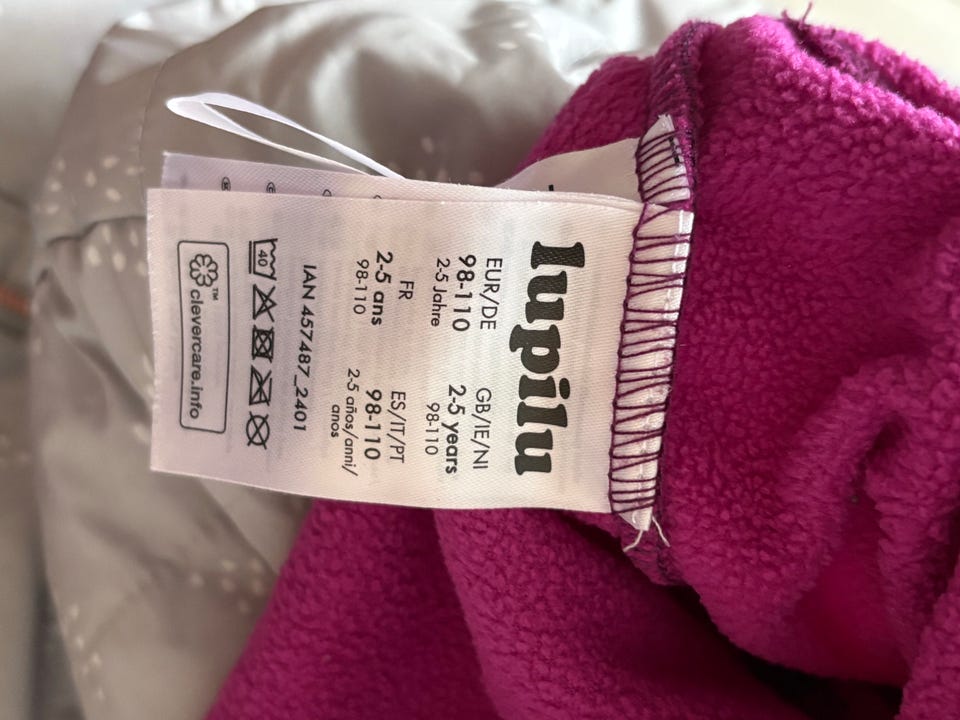 lupilu
EUR/DE
98-110
2-5 Jahre
GB/IE/NI
2-5 years
98-110
FR
2-5 ans
98-110
ES/IT/PT
98-110
2-5 años/anni/
anos
IAN 457487_2401
40
™
clevercare.info